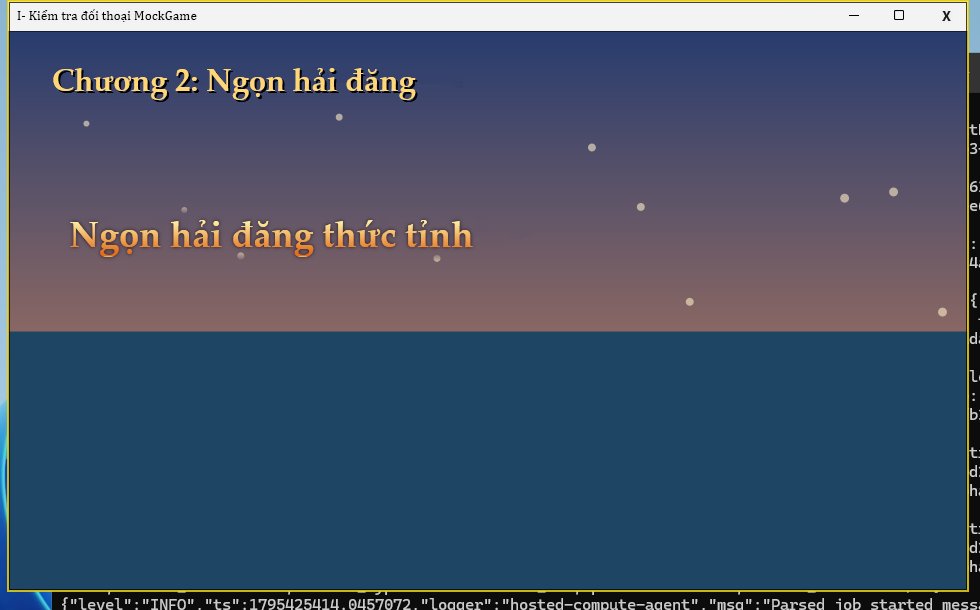 I- Kiểm tra đối thoại MockGame
Chương 2: Ngọn hải đăng
Ngọn hải đăng thức tỉnh
{"level":"INFO","ts":1795425414.0457072,"logger":"hosted-compute-agent","msg":"Parsed job started mes